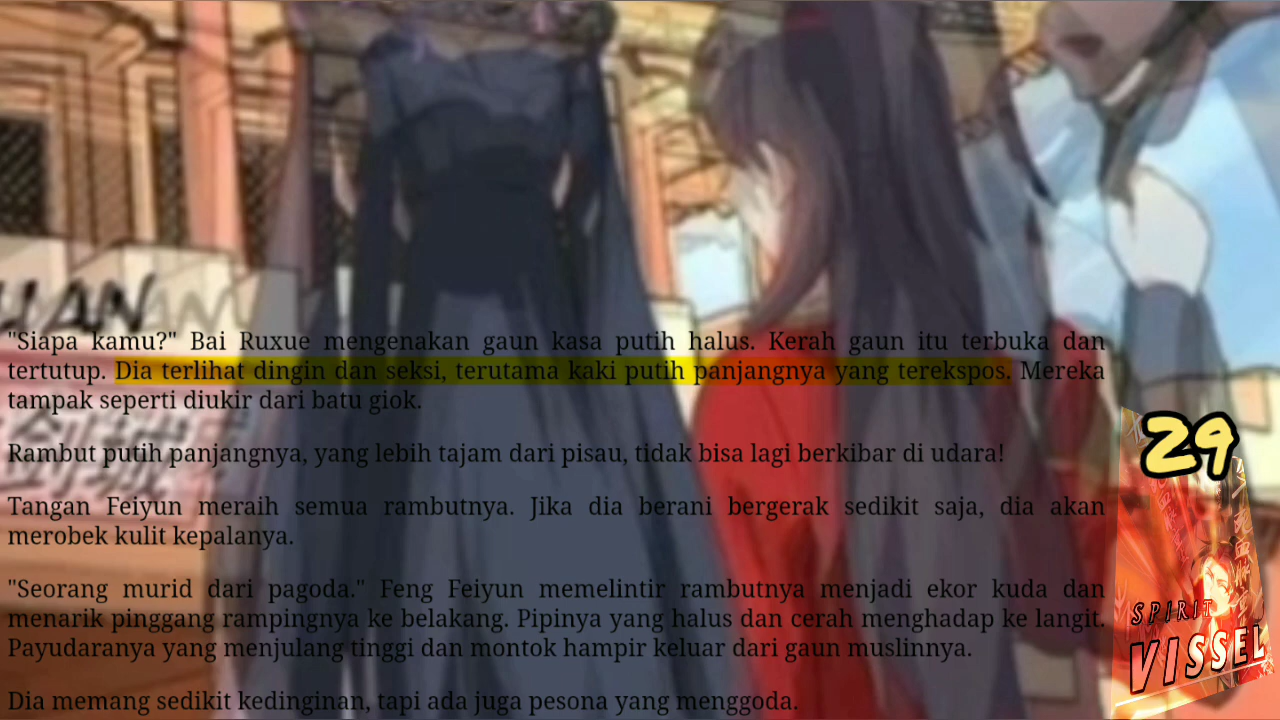 UAN
"Siapa kamu?" Bai Ruxue mengenakan gaun kasa putih halus. Kerah gaun itu terbuka dan
tertutup. Dia terlihat dingin dan seksi, terutama kaki putih panjangnya yang terekspos. Mereka
tampak seperti diukir dari batu giok.
Rambut putih panjangnya, yang lebih tajam dari pisau, tidak bisa lagi berkibar di udara!
Tangan Feiyun meraih semua rambutnya. Jika dia berani bergerak sedikit saja, dia akan
merobek kulit kepalanya.
"Seorang murid dari pagoda." Feng Feiyun memelintir rambutnya menjadi ekor kuda dan
menarik pinggang rampingnya ke belakang. Pipinya yang halus dan cerah menghadap ke langit.
Payudaranya yang menjulang tinggi dan montok hampir keluar dari gaun muslinnya.
Dia memang sedikit kedinginan, tapi ada juga pesona yang menggoda.
29
SPIRIT
VISSEL